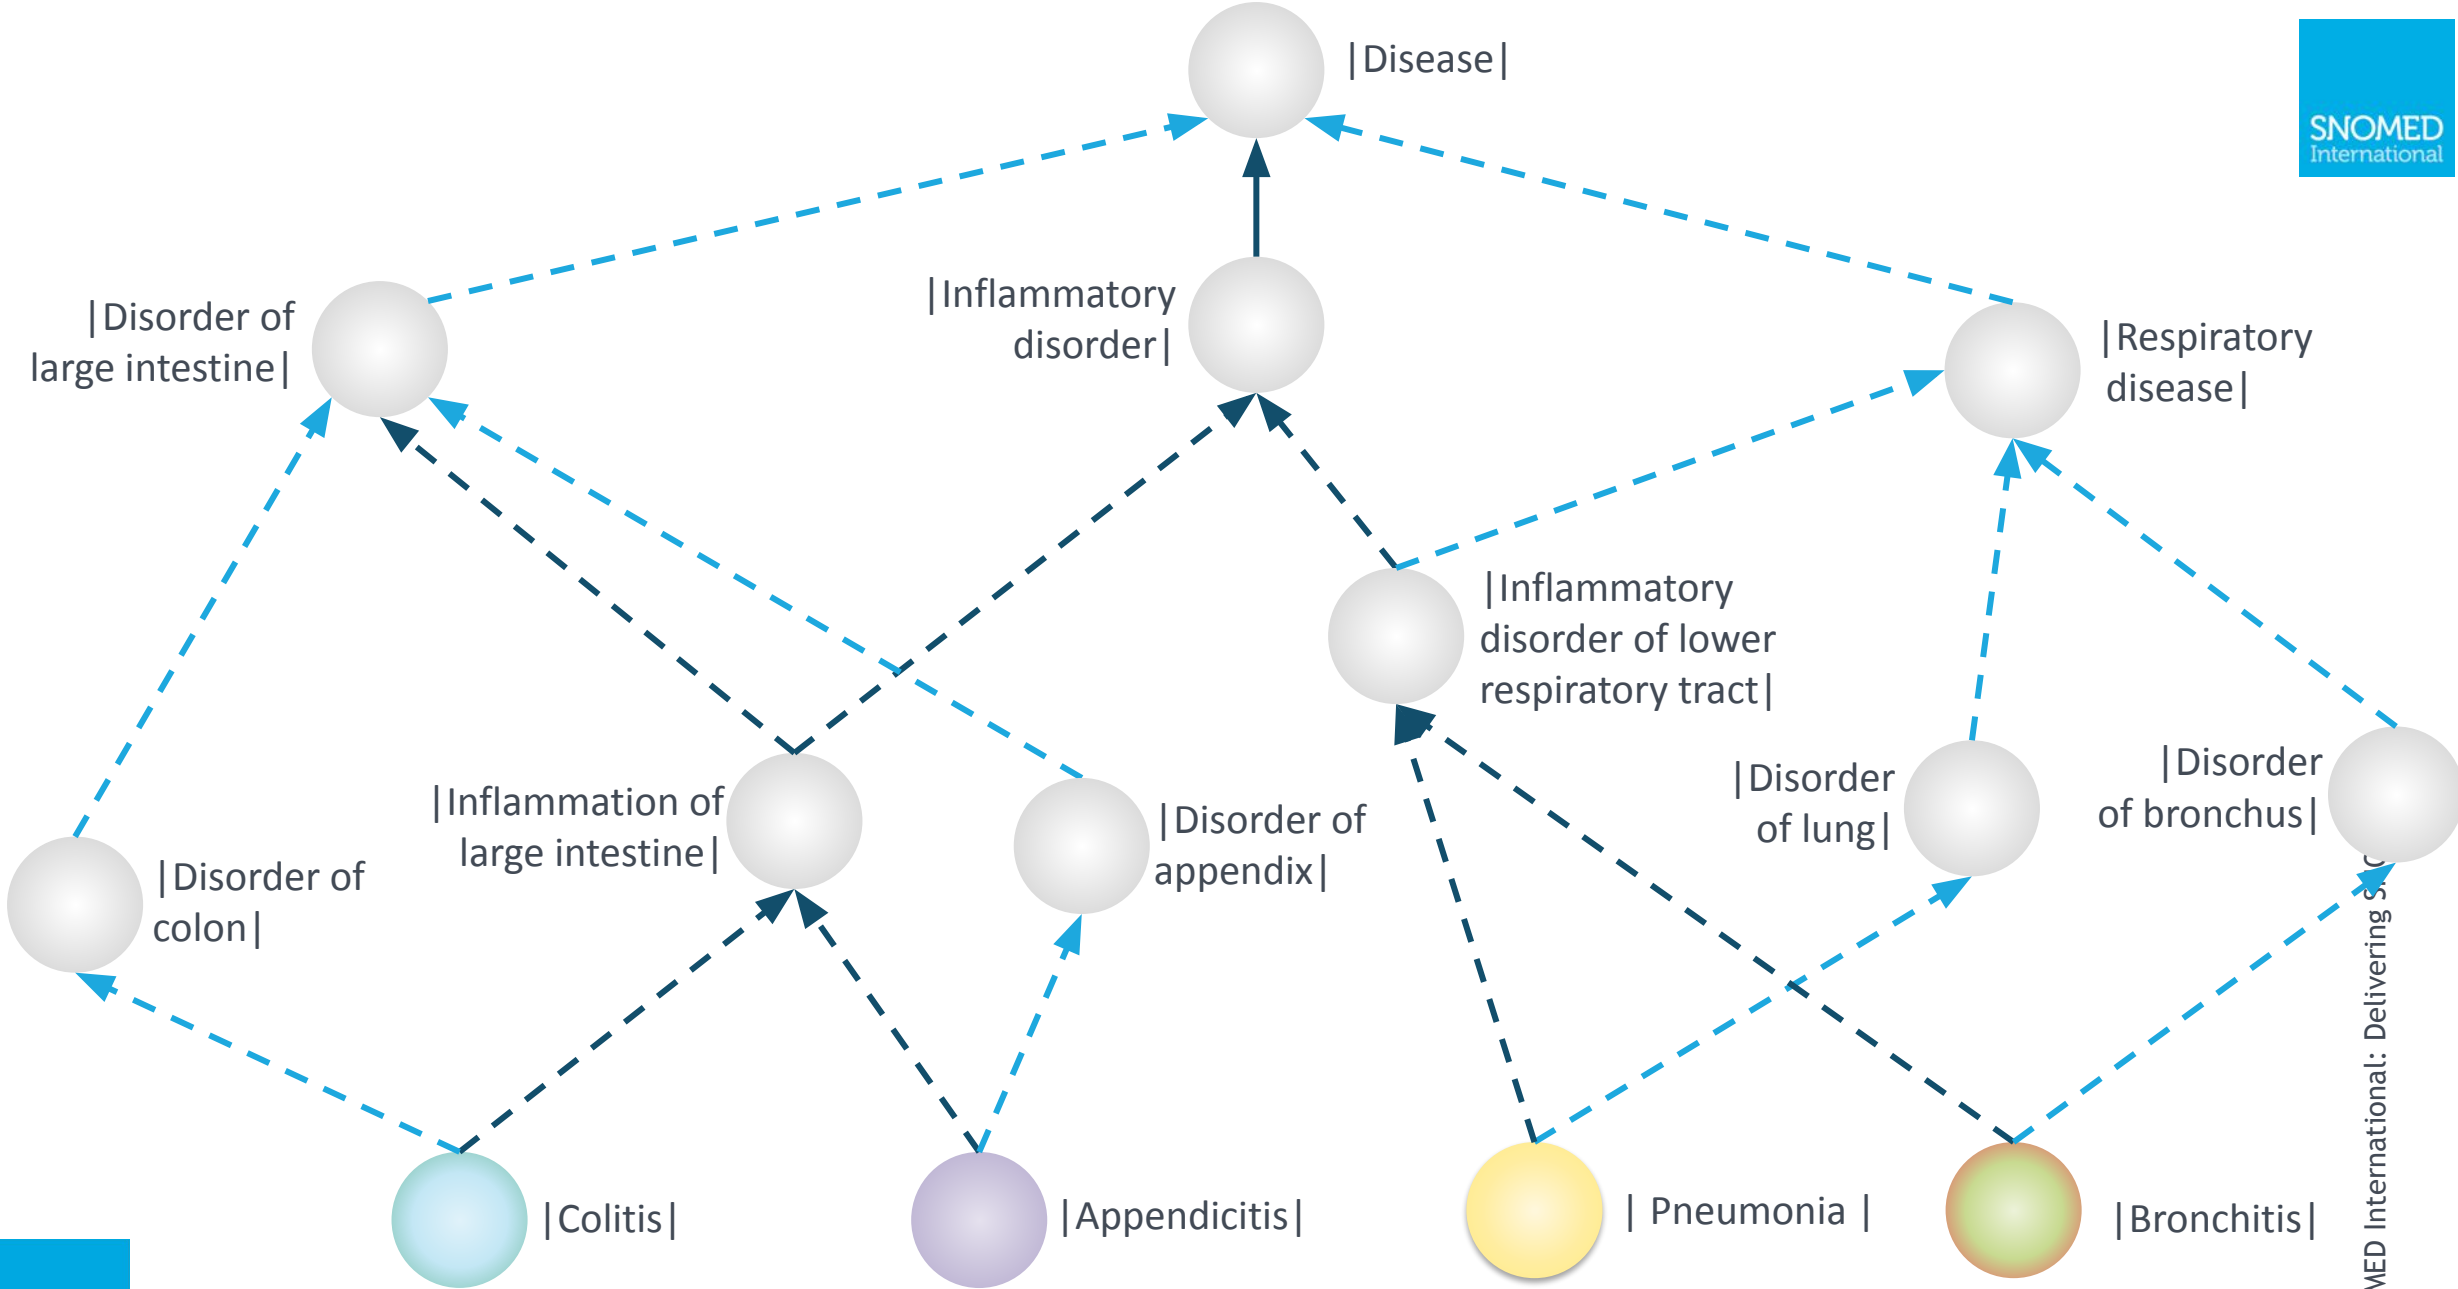 |Disease|
SNOMED
International
|Disorder of
large intestine|
|Inflammatory
disorder|
|Respiratory
disease|
|Inflammatory
disorder of lower
respiratory tract|
|Disorder
of lung|
|Disorder
of bronchus|
|Inflammation of
large intestine|
|Disorder of
appendix|
|Disorder of
colon|
|Colitis|
|Appendicitis|
| Pneumonia |
|Bronchitis|
MED International: Delivering